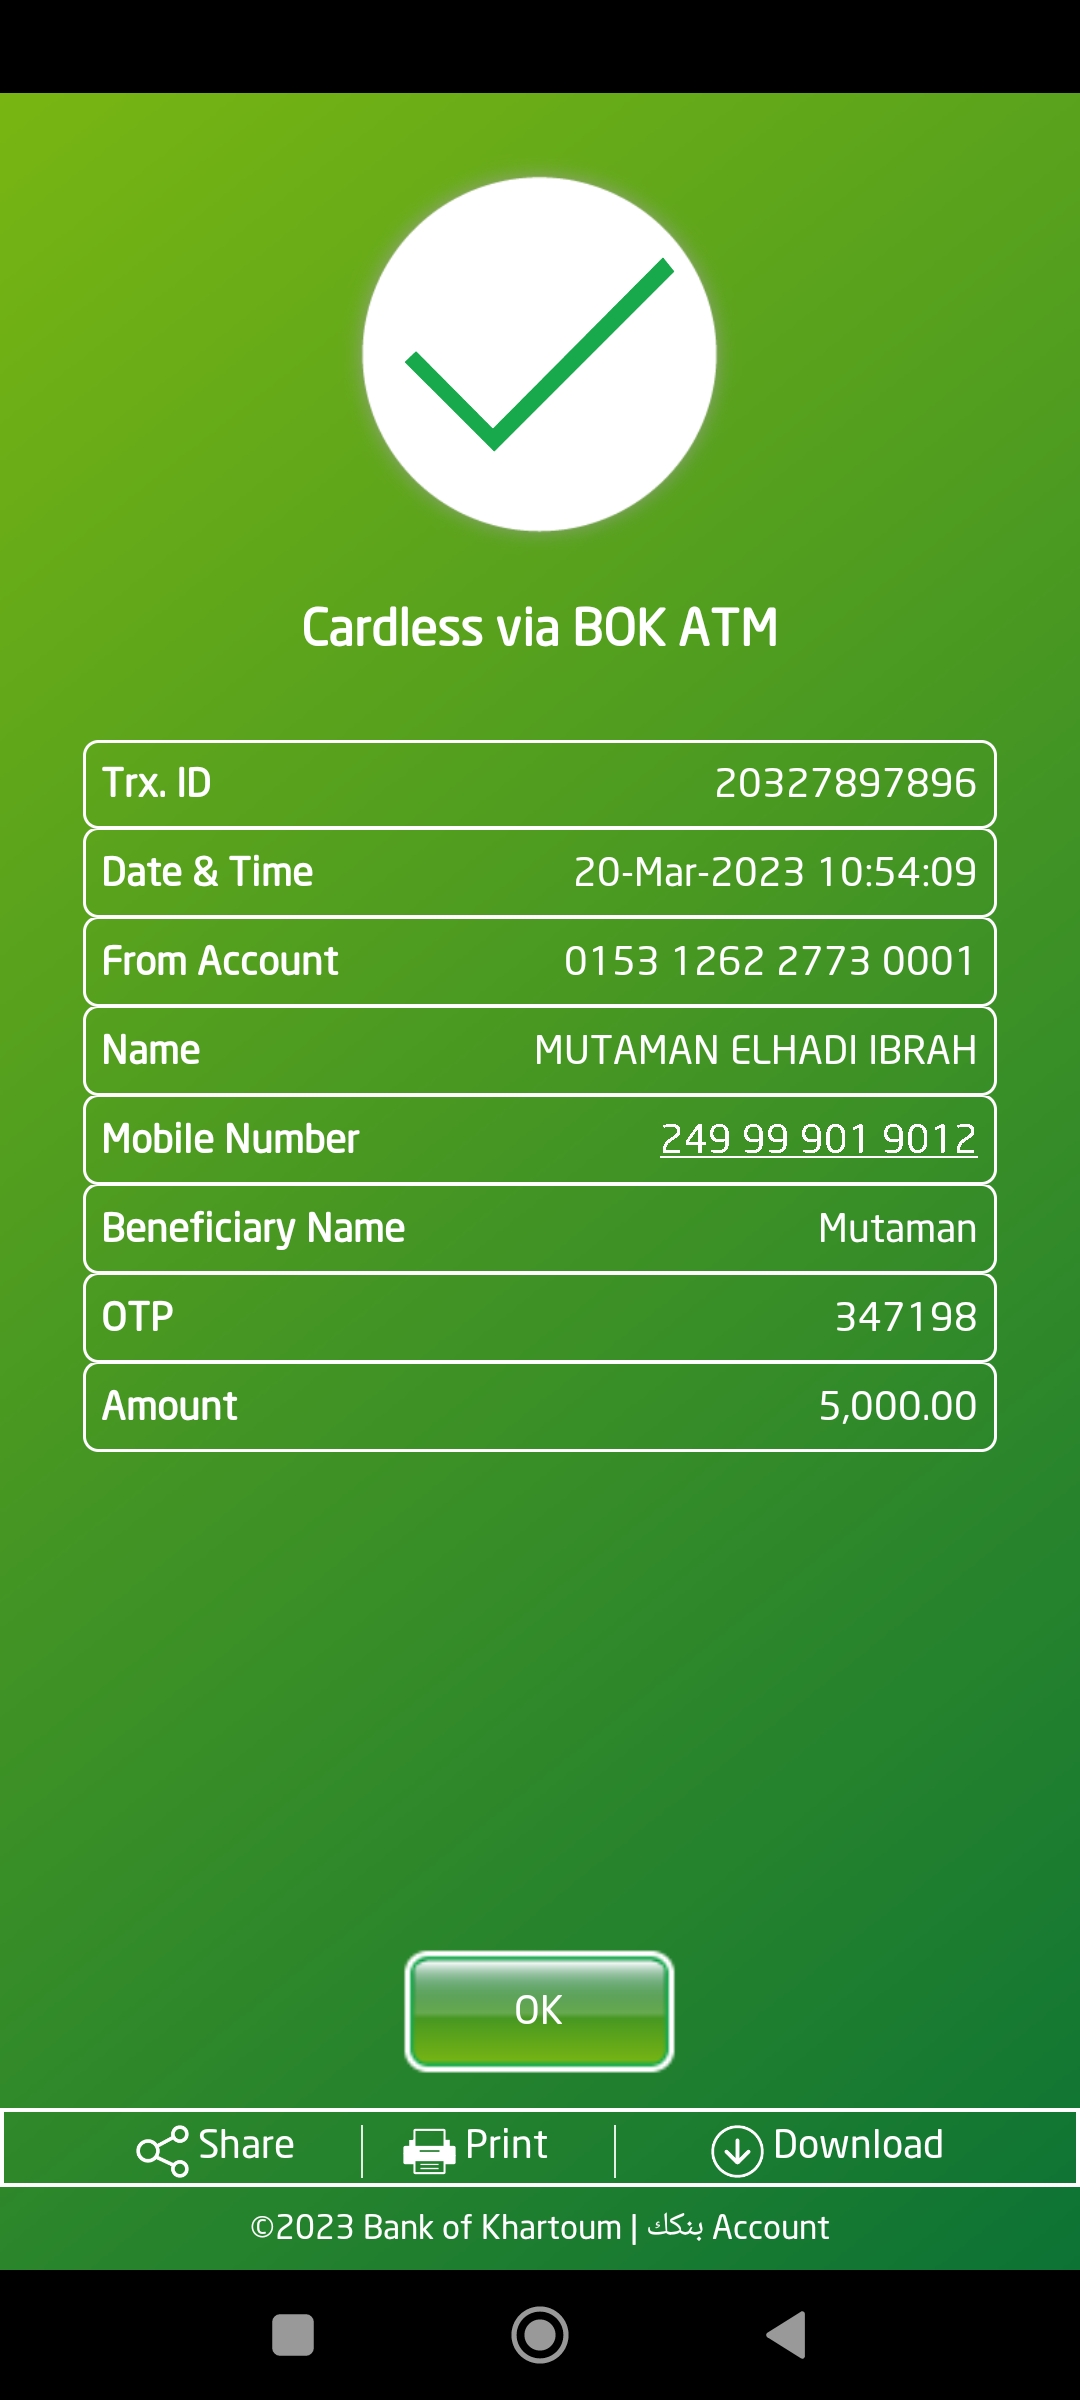 Cardless via BOK ATM
Trx. ID 20327897896
Date & Time 20-Mar-2023 10:54:09
From Account 0153 1262 2773 0001
Name MUTAMAN ELHADI IBRAH
Mobile Number 249 99 901 9012
Beneficiary Name Mutaman
OTP 347198
Amount 5,000.00
OK
Share Print Download
©2023 Bank of Khartoum | بنكك Account